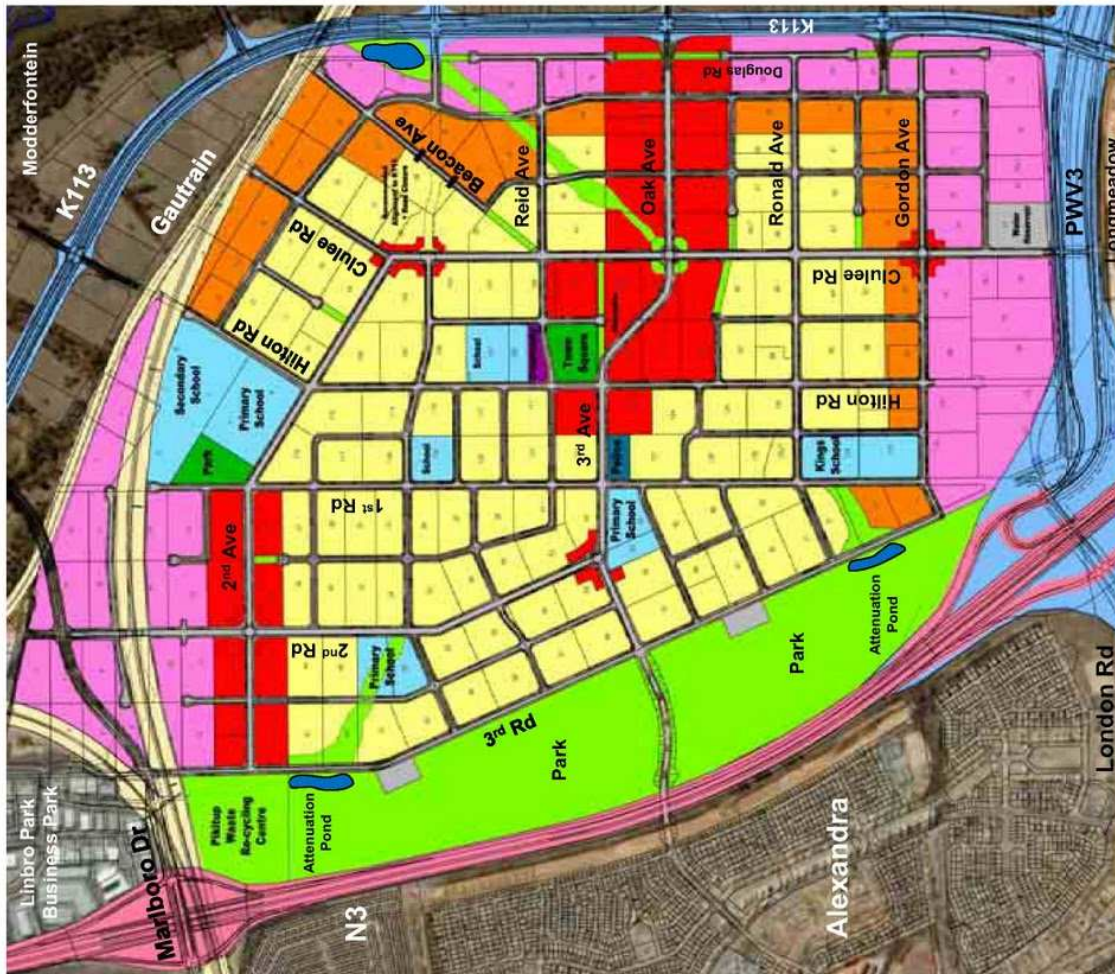 Modderfontein
K113
Gautrain
K113
Linbro Park
Business Park
Marlboro Dr
Secondary
School
Primary
School
Park
Hilton Rd
Clulee Rd
Beacon Ave
Reid Ave
Douglas Rd
Oak Ave
Ronald Ave
Gordon Ave
Clulee Rd
Water
Reservoir
PWV3
School
Town
Square
Hilton Rd
3rd Ave
School
Police
Kings
School
2nd Ave
1st Rd
Primary
School
2nd Rd
Primary
School
3rd Rd
Pikitup
Waste
Re-cycling
Centre
Attenuation
Pond
Park
Park
Attenuation
Pond
N3
Alexandra
London Rd